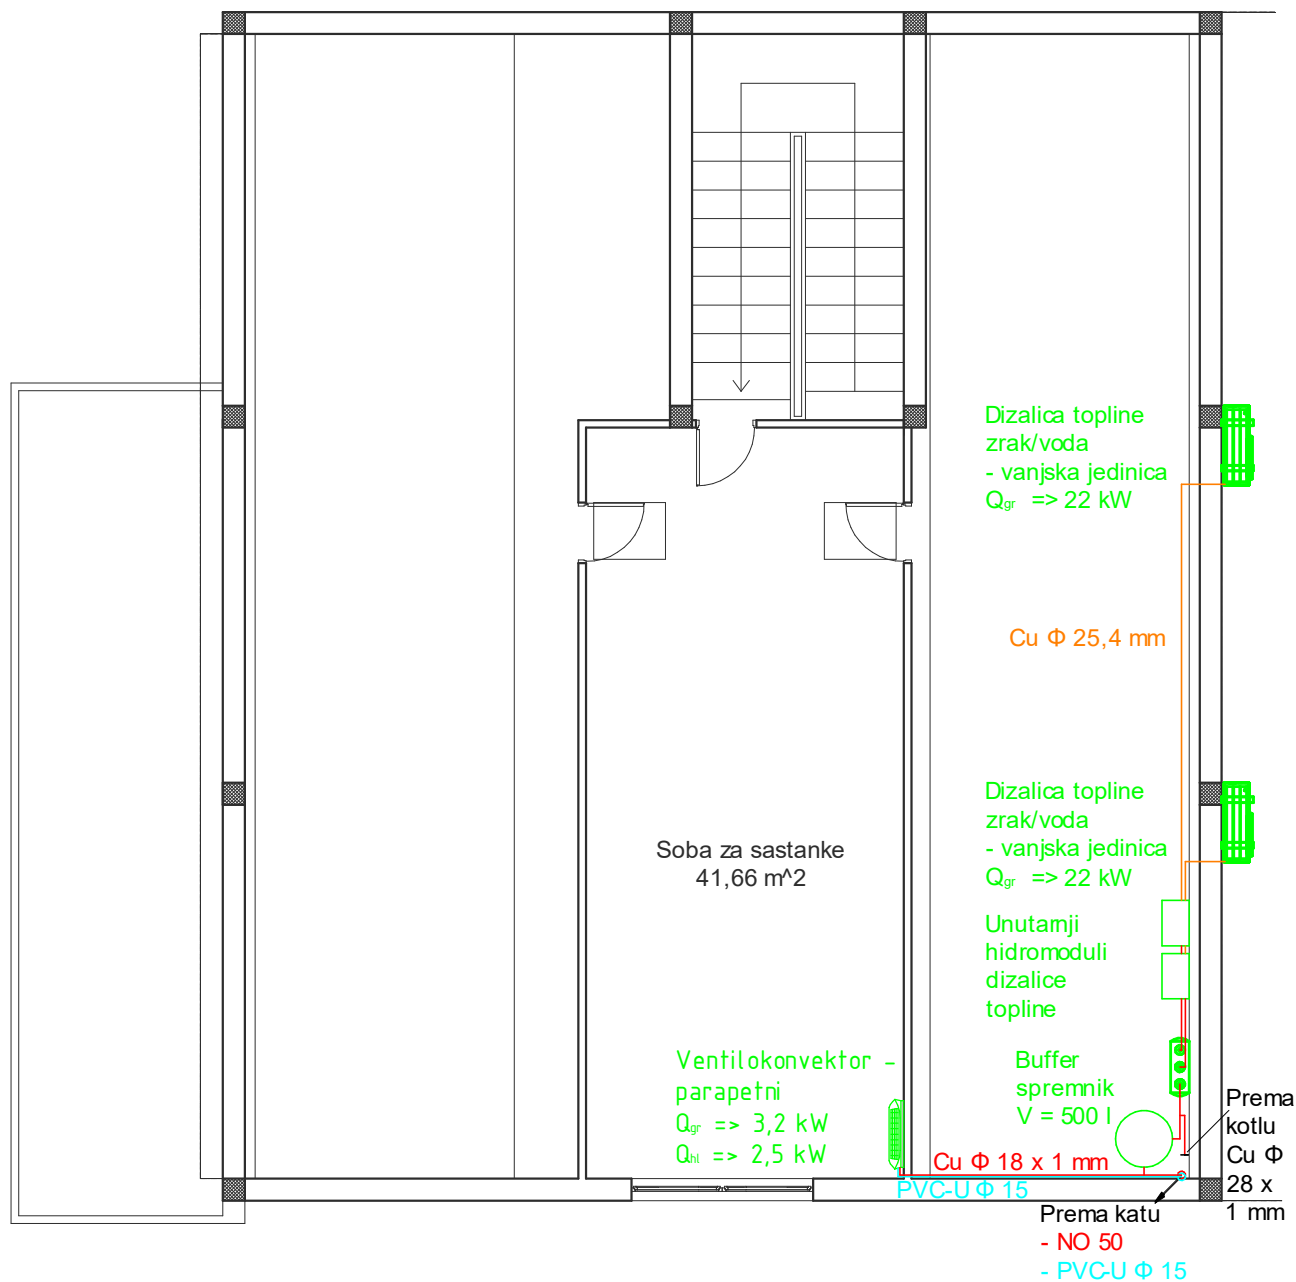 Dizalica topline
zrak/voda
- vanjska jedinica
Qgr => 22 kW
Cu Φ 25,4 mm
Dizalica topline
zrak/voda
- vanjska jedinica
Qgr => 22 kW
Soba za sastanke
41,66 m^2
Unutarnji
hidromoduli
dizalice
topline
Ventilokonvektor -
parapetni
Qgr => 3,2 kW
Qhl => 2,5 kW
Buffer
spremnik
V = 500 l
Prema
kotlu
Cu Φ
28 x
1 mm
Cu Φ 18 x 1 mm
PVC-U Φ 15
Prema katu
- NO 50
- PVC-U Φ 15